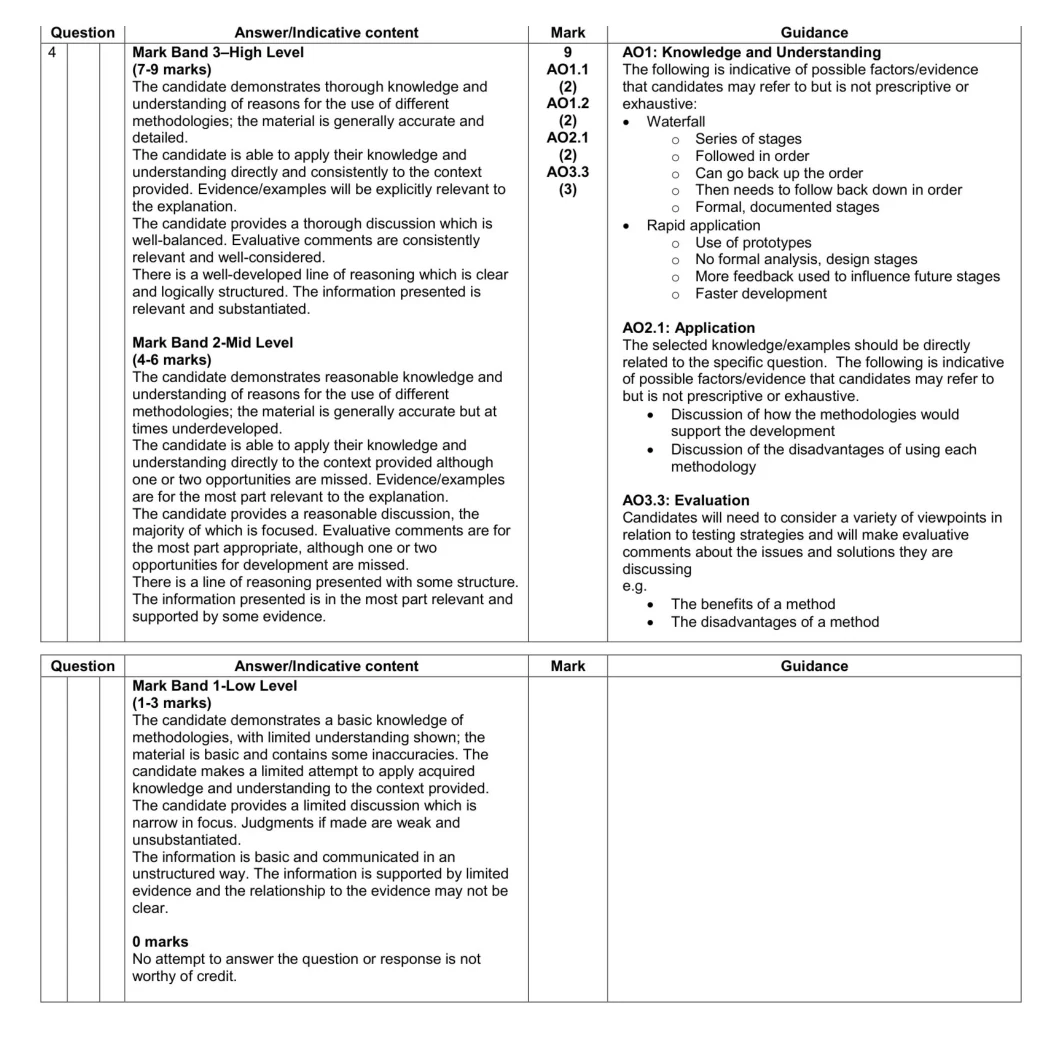 Question Answer/Indicative content Mark Guidance
4
Mark Band 3–High Level
(7-9 marks)
The candidate demonstrates thorough knowledge and
understanding of reasons for the use of different
methodologies; the material is generally accurate and
detailed.
The candidate is able to apply their knowledge and
understanding directly and consistently to the context
provided. Evidence/examples will be explicitly relevant to
the explanation.
The candidate provides a thorough discussion which is
well-balanced. Evaluative comments are consistently
relevant and well-considered.
There is a well-developed line of reasoning which is clear
and logically structured. The information presented is
relevant and substantiated.
Mark Band 2-Mid Level
(4-6 marks)
The candidate demonstrates reasonable knowledge and
understanding of reasons for the use of different
methodologies; the material is generally accurate but at
times underdeveloped.
The candidate is able to apply their knowledge and
understanding directly to the context provided although
one or two opportunities are missed. Evidence/examples
are for the most part relevant to the explanation.
The candidate provides a reasonable discussion, the
majority of which is focused. Evaluative comments are for
the most part appropriate, although one or two
opportunities for development are missed.
There is a line of reasoning presented with some structure.
The information presented is in the most part relevant and
supported by some evidence.
9
AO1.1
(2)
AO1.2
(2)
AO2.1
(2)
AO3.3
(3)
AO1: Knowledge and Understanding
The following is indicative of possible factors/evidence
that candidates may refer to but is not prescriptive or
exhaustive:
• Waterfall
o Series of stages
o Followed in order
o Can go back up the order
o Then needs to follow back down in order
o Formal, documented stages
• Rapid application
o Use of prototypes
o No formal analysis, design stages
o More feedback used to influence future stages
o Faster development
AO2.1: Application
The selected knowledge/examples should be directly
related to the specific question. The following is indicative
of possible factors/evidence that candidates may refer to
but is not prescriptive or exhaustive.
• Discussion of how the methodologies would
support the development
• Discussion of the disadvantages of using each
methodology
AO3.3: Evaluation
Candidates will need to consider a variety of viewpoints in
relation to testing strategies and will make evaluative
comments about the issues and solutions they are
discussing
e.g.
• The benefits of a method
• The disadvantages of a method
Question Answer/Indicative content Mark Guidance
Mark Band 1-Low Level
(1-3 marks)
The candidate demonstrates a basic knowledge of
methodologies, with limited understanding shown; the
material is basic and contains some inaccuracies. The
candidate makes a limited attempt to apply acquired
knowledge and understanding to the context provided.
The candidate provides a limited discussion which is
narrow in focus. Judgments if made are weak and
unsubstantiated.
The information is basic and communicated in an
unstructured way. The information is supported by limited
evidence and the relationship to the evidence may not be
clear.
0 marks
No attempt to answer the question or response is not
worthy of credit.